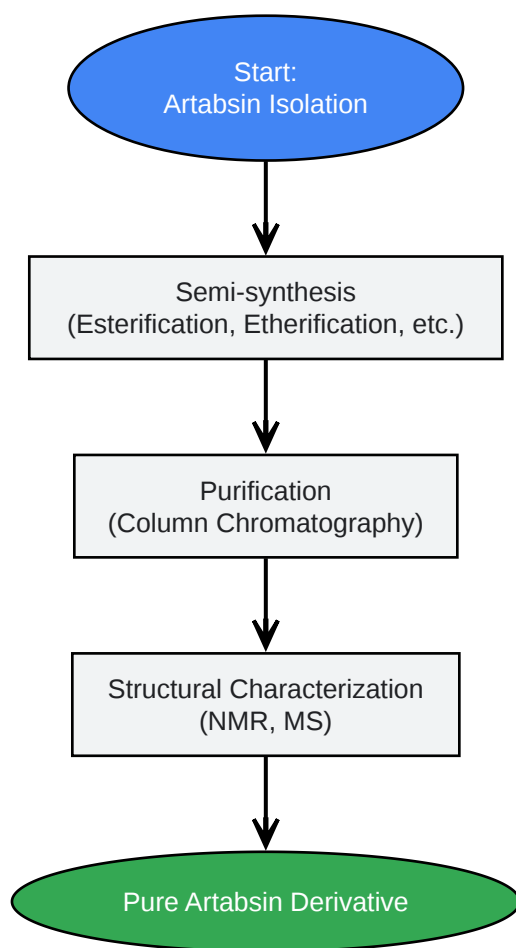 Start:
Artabsin Isolation
Semi-synthesis
(Esterification, Etherification, etc.)
Purification
(Column Chromatography)
Structural Characterization
(NMR, MS)
Pure Artabsin Derivative